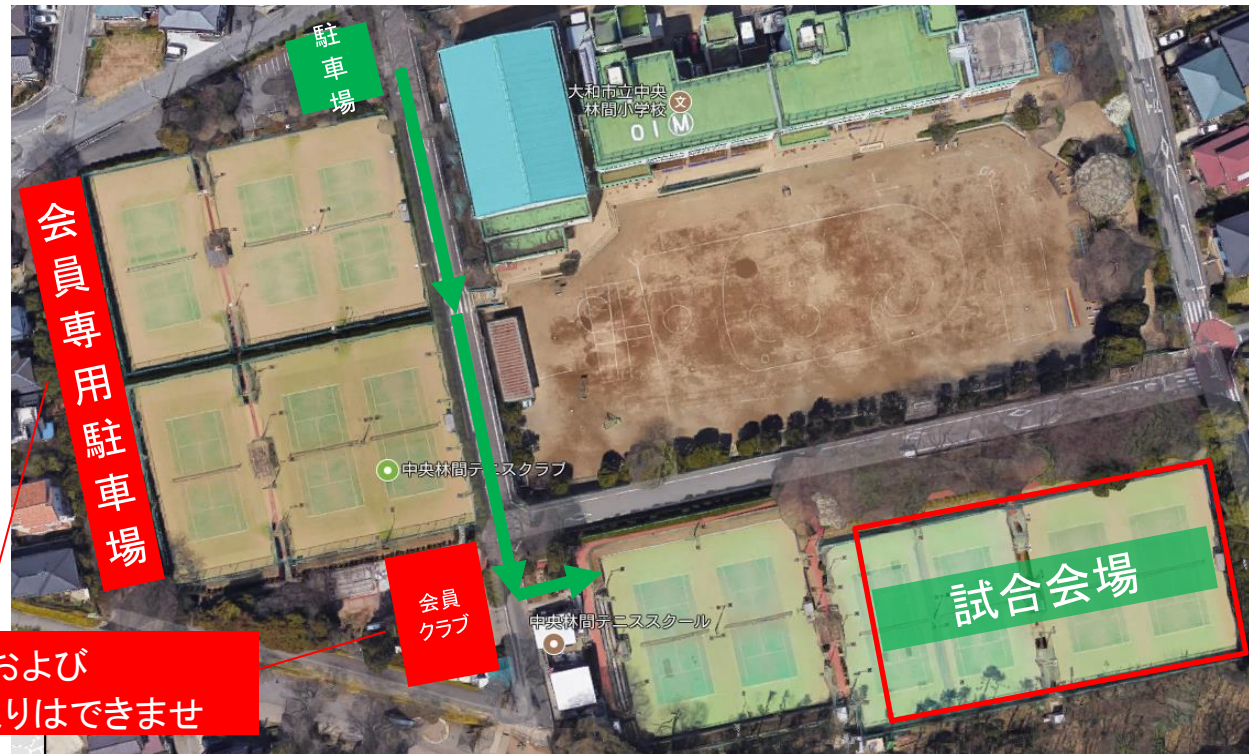 駐車場
大和市立中央
林間小学校
文
M10
会員専用駐車場
中央林間テニスクラブ
会員
クラブ
試合会場
中央林間テニススクール
および
りはできませ